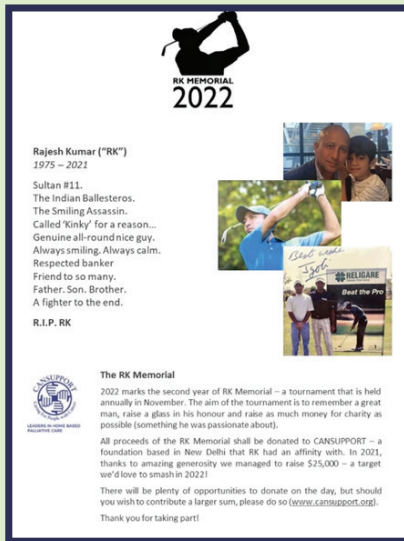 RK MEMORIAL
2022
Rajesh Kumar ("RK")
1975 – 2021
Sultan #11.
The Indian Ballesteros.
The Smiling Assassin.
Called 'Kinky' for a reason...
Genuine all-round nice guy.
Always smiling. Always calm.
Respected banker
Friend to so many.
Father. Son. Brother.
A fighter to the end.
R.I.P. RK
Best wishes
RELIGARE
Beat the Pro
The RK Memorial
2022 marks the second year of RK Memorial – a tournament that is held
annually in November. The aim of the tournament is to remember a great
man, raise a glass in his honour and raise as much money for charity as
possible (something he was passionate about).
CANSUPPORT
LEADERS IN HOME BASED
PALLIATIVE CARE
All proceeds of the RK Memorial shall be donated to CANSUPPORT – a
foundation based in New Delhi that RK had an affinity with. In 2021,
thanks to amazing generosity we managed to raise $25,000 – a target
we'd love to smash in 2022!
There will be plenty of opportunities to donate on the day, but should
you wish to contribute a larger sum, please do so (www.cansupport.org).
Thank you for taking part!